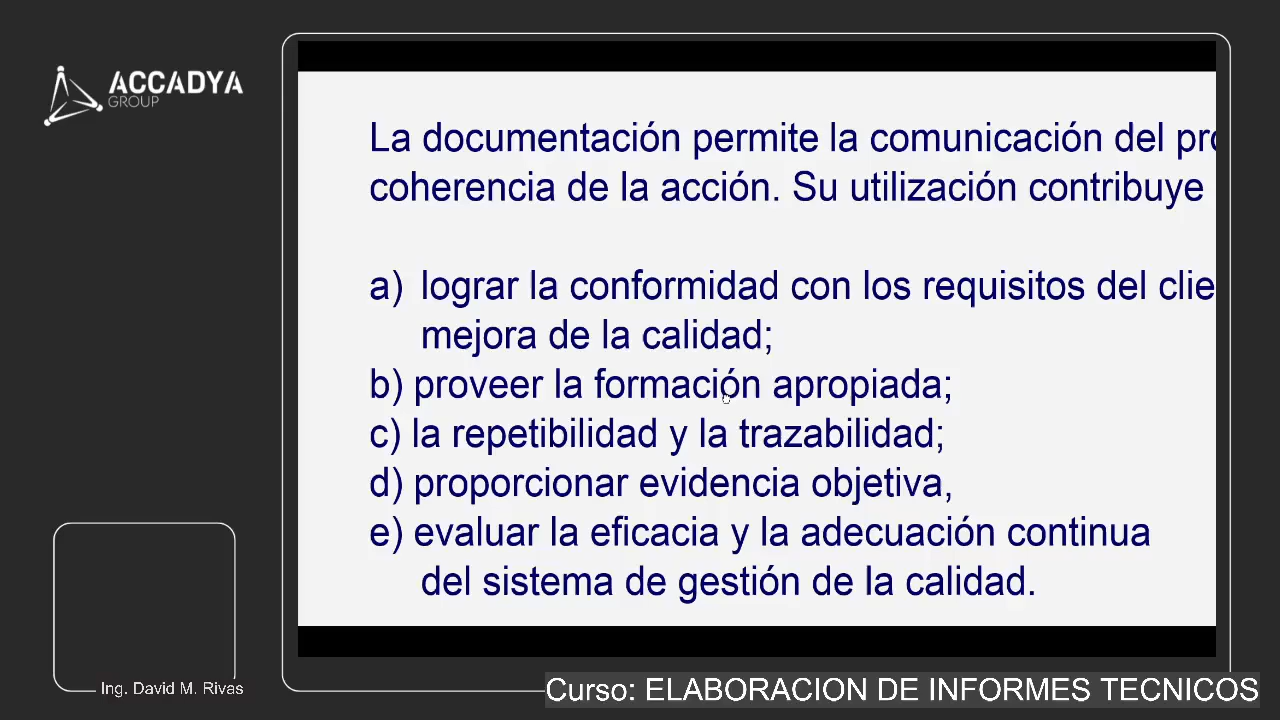 ACCADYA
GROUP
La documentación permite la comunicación del
coherencia de la acción. Su utilización contribuye
a) lograr la conformidad con los requisitos del
mejora de la calidad;
b) proveer la formación apropiada;
c) la repetibilidad y la trazabilidad;
d) proporcionar evidencia objetiva,
e) evaluar la eficacia y la adecuación continua
del sistema de gestión de la calidad.
Ing. David M. Rivas
Curso: ELABORACION DE INFORMES TECNICOS